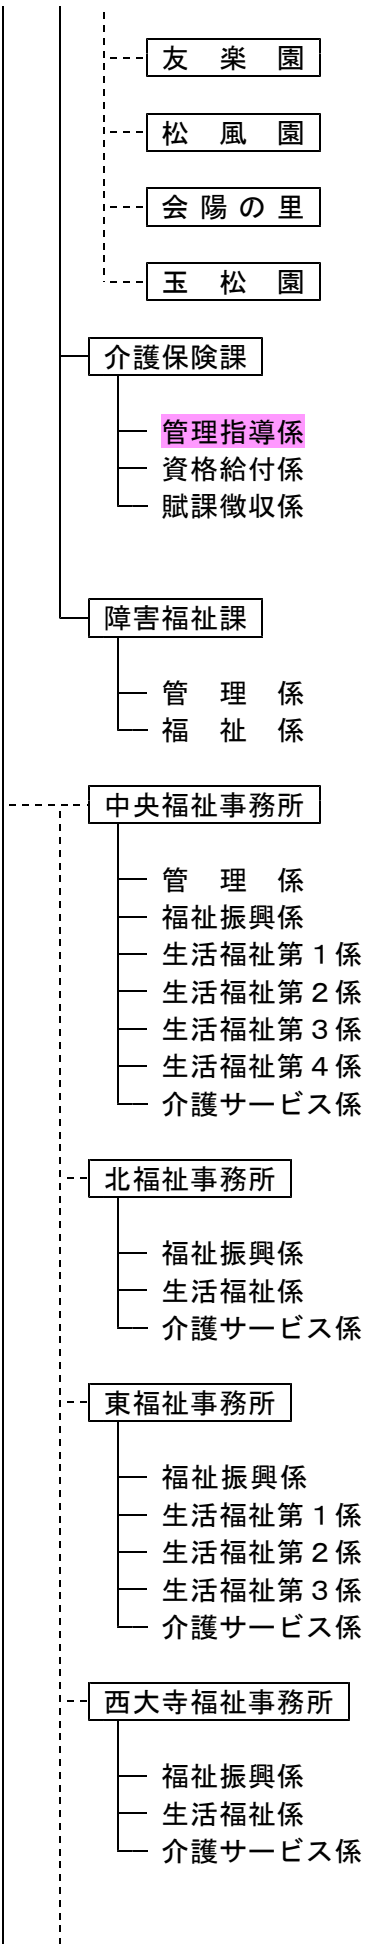 友　楽　園
松　風　園
会陽の里
玉　松　園
介護保険課
管理指導係
資格給付係
賦課徴収係
障害福祉課
管　理　係
福　祉　係
中央福祉事務所
管　理　係
福祉振興係
生活福祉第１係
生活福祉第２係
生活福祉第３係
生活福祉第４係
介護サービス係
北福祉事務所
福祉振興係
生活福祉係
介護サービス係
東福祉事務所
福祉振興係
生活福祉第１係
生活福祉第２係
生活福祉第３係
介護サービス係
西大寺福祉事務所
福祉振興係
生活福祉係
介護サービス係